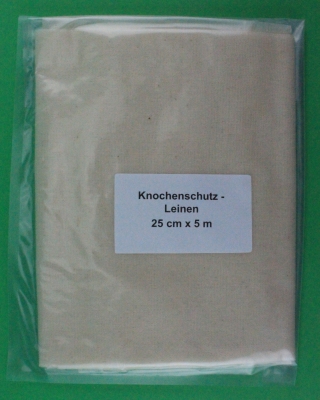 Knochenschutz -
Leinen
25 cm x 5 m